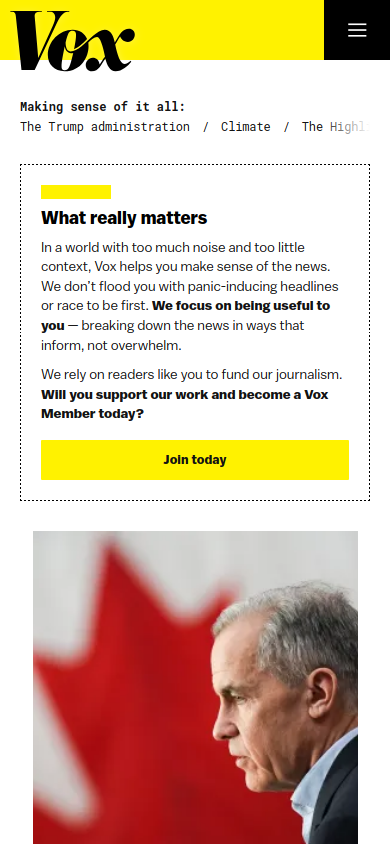 Vox
Making sense of it all:
The Trump administration / Climate / The Highl
What really matters
In a world with too much noise and too little
context, Vox helps you make sense of the news.
We don't flood you with panic-inducing headlines
or race to be first. We focus on being useful to
you — breaking down the news in ways that
inform, not overwhelm.
We rely on readers like you to fund our journalism.
Will you support our work and become a Vox
Member today?
Join today